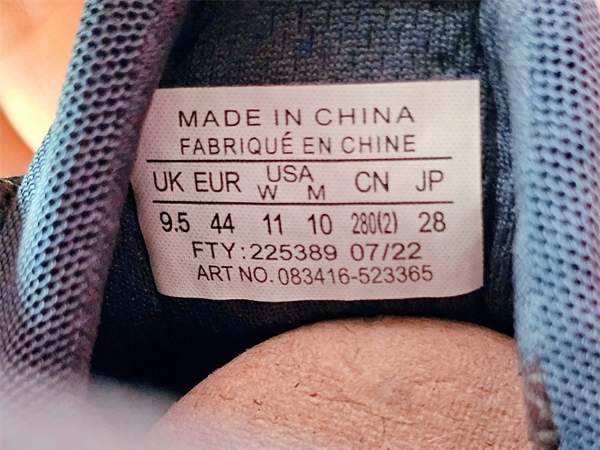 MADE IN CHINA
FABRIQUÉ EN CHINE
UK EUR USA W M CN JP
9.5 44 11 10 280(2) 28
FTY: 225389 07/22
ART NO. 083416-523365